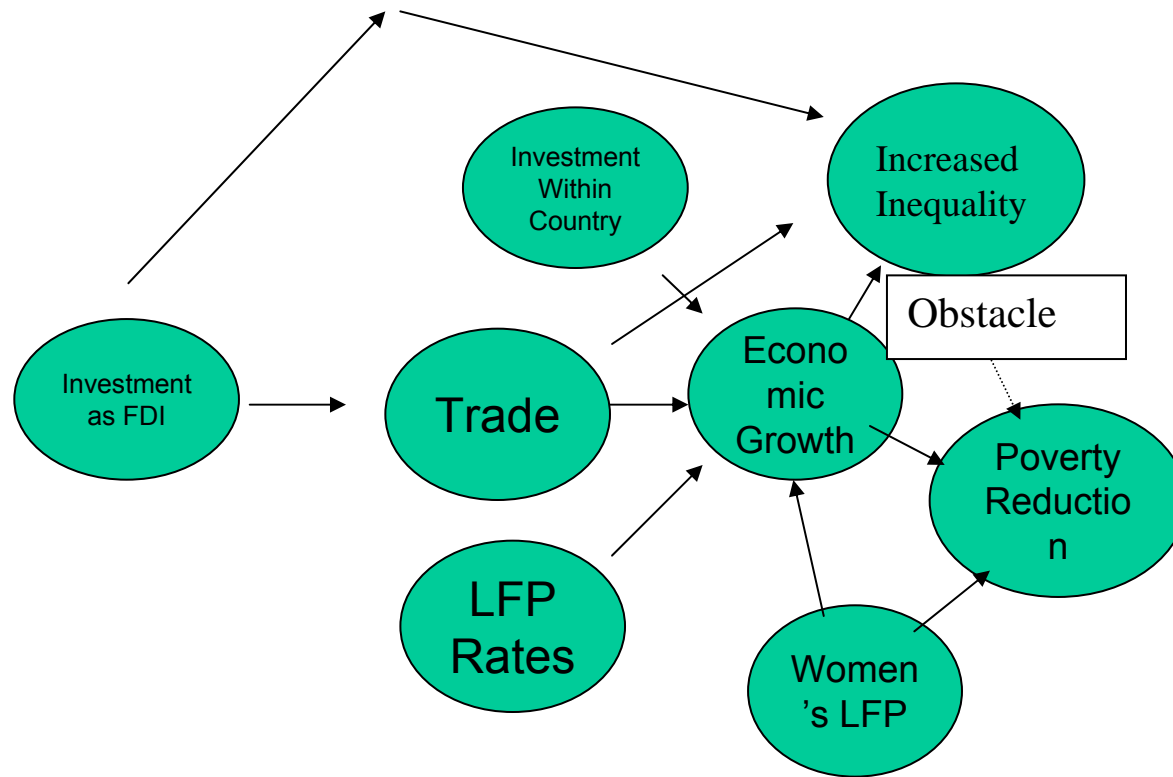 Investment
Within
Country
Increased
Inequality
Obstacle
Investment
as FDI
Trade
Econo
mic
Growth
Poverty
Reductio
n
LFP
Rates
Women
’s LFP